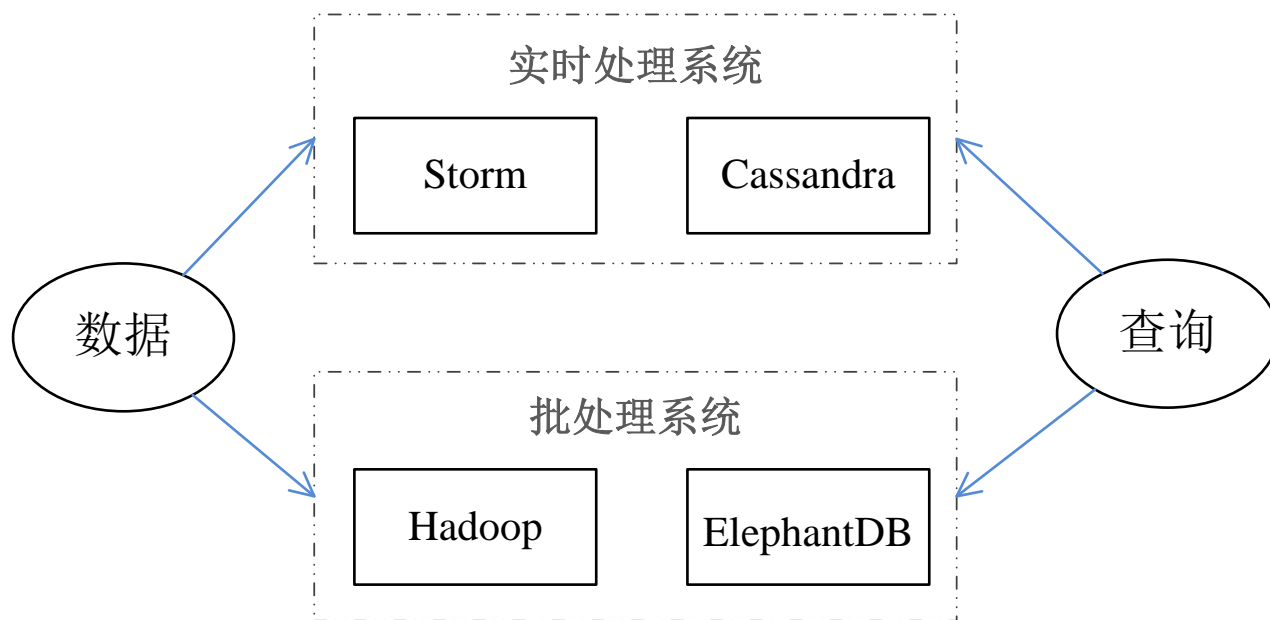 实时处理系统
Storm
Cassandra
数据
查询
批处理系统
Hadoop
ElephantDB